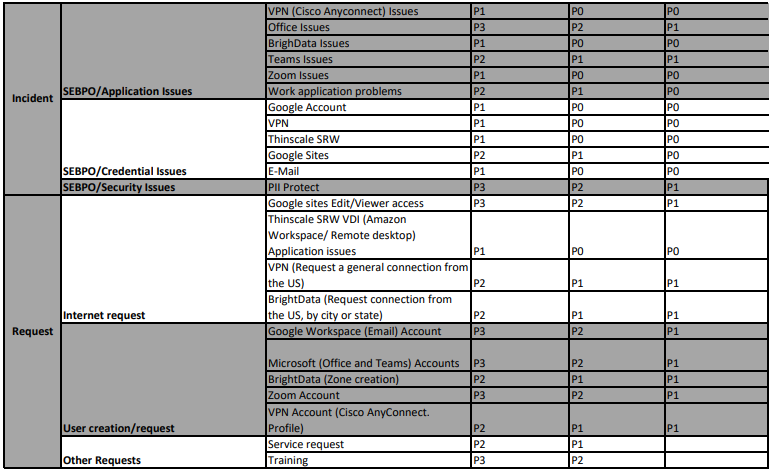 VPN (Cisco Anyconnect) Issues P1 P0 P0
Office Issues P3 P2 P1
BrighData Issues P1 P0 P0
Teams Issues P2 P1 P1
Zoom Issues P1 P0 P0
SEBPO/Application Issues Work application problems P2 P1 P0
Incident
Google Account P1 P0 P0
VPN P1 P0 P0
Thinscale SRW P1 P0 P0
Google Sites P2 P1 P0
SEBPO/Credential Issues E-Mail P1 P0 P0
SEBPO/Security Issues PII Protect P3 P2 P1
Google sites Edit/Viewer access P3 P2 P1
Thinscale SRW VDI (Amazon
Workspace/ Remote desktop)
Application issues P1 P0 P0
VPN (Request a general connection from
the US) P2 P1 P1
BrightData (Request connection from
Internet request the US, by city or state) P2 P1 P1
Request
Google Workspace (Email) Account P3 P2 P1
Microsoft (Office and Teams) Accounts P3 P2 P1
BrightData (Zone creation) P2 P1 P1
Zoom Account P3 P2 P1
VPN Account (Cisco AnyConnect.
User creation/request Profile) P2 P1 P1
Service request P2 P1
Other Requests Training P3 P2